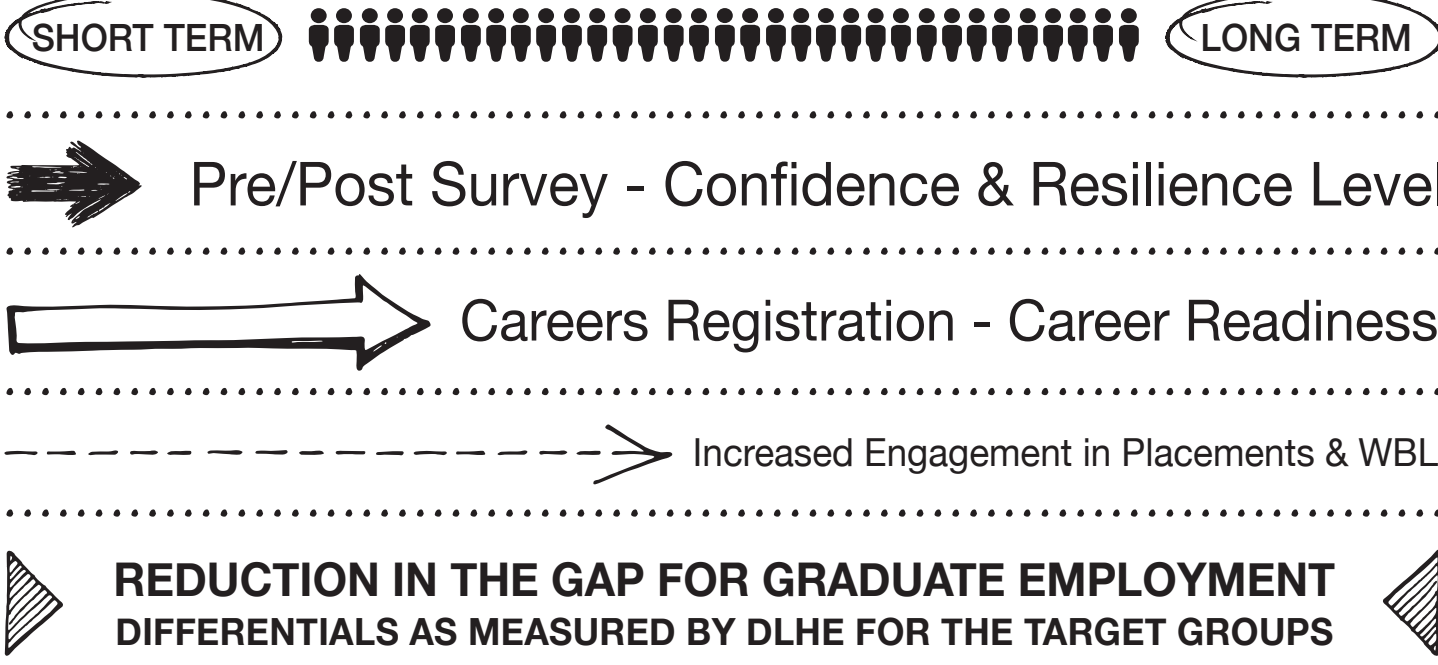 SHORT TERM
LONG TERM
Pre/Post Survey - Confidence & Resilience Level
Careers Registration - Career Readiness
Increased Engagement in Placements & WBL
REDUCTION IN THE GAP FOR GRADUATE EMPLOYMENT
DIFFERENTIALS AS MEASURED BY DLHE FOR THE TARGET GROUPS